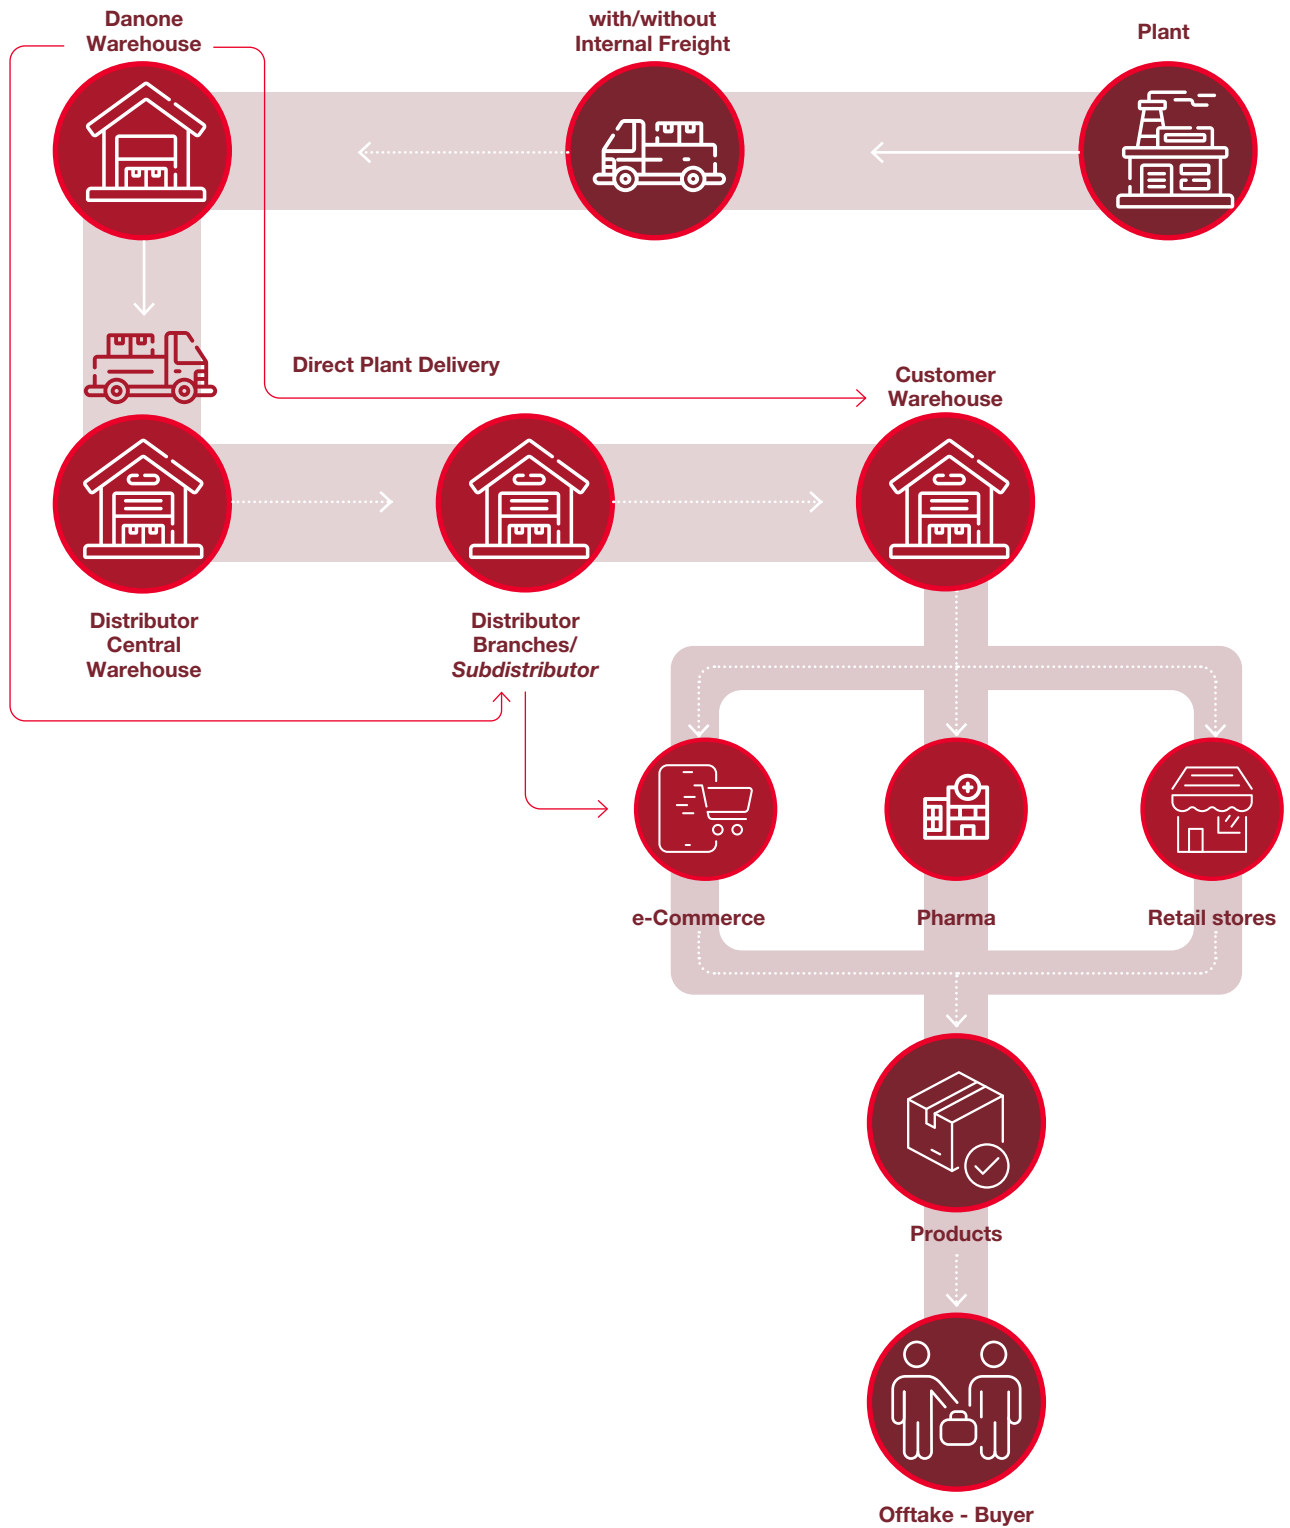 Danone
Warehouse
with/without
Internal Freight
Plant
Direct Plant Delivery
Customer
Warehouse
Distributor
Central
Warehouse
Distributor
Branches/
Subdistributor
e-Commerce
Pharma
Retail stores
Products
Offtake - Buyer